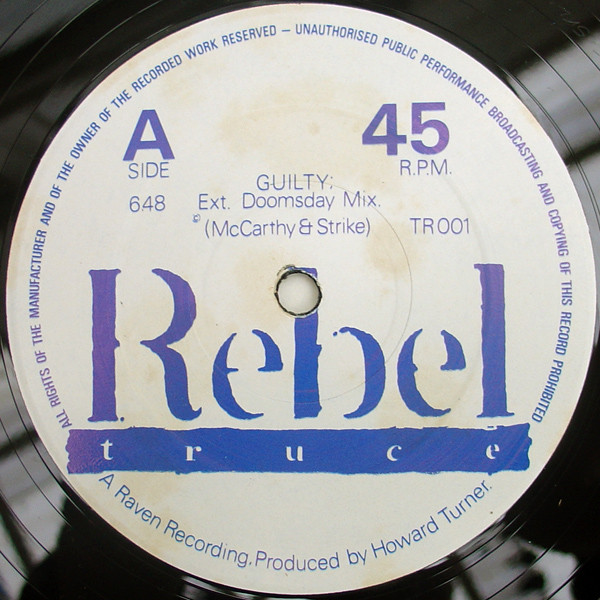 ALL RIGHTS OF THE MANUFACTURER AND OF THE OWNER OF THE RECORDED WORK RESERVED – UNAUTHORISED PUBLIC PERFORMANCE BROADCASTING AND COPYING OF THIS RECORD PROHIBITED
A 45
SIDE R.P.M.
GUILTY:
648 Ext. Doomsday Mix.
© (McCarthy & Strike) TR001
Rebel
truce
A Raven Recording, Produced by Howard Turner.